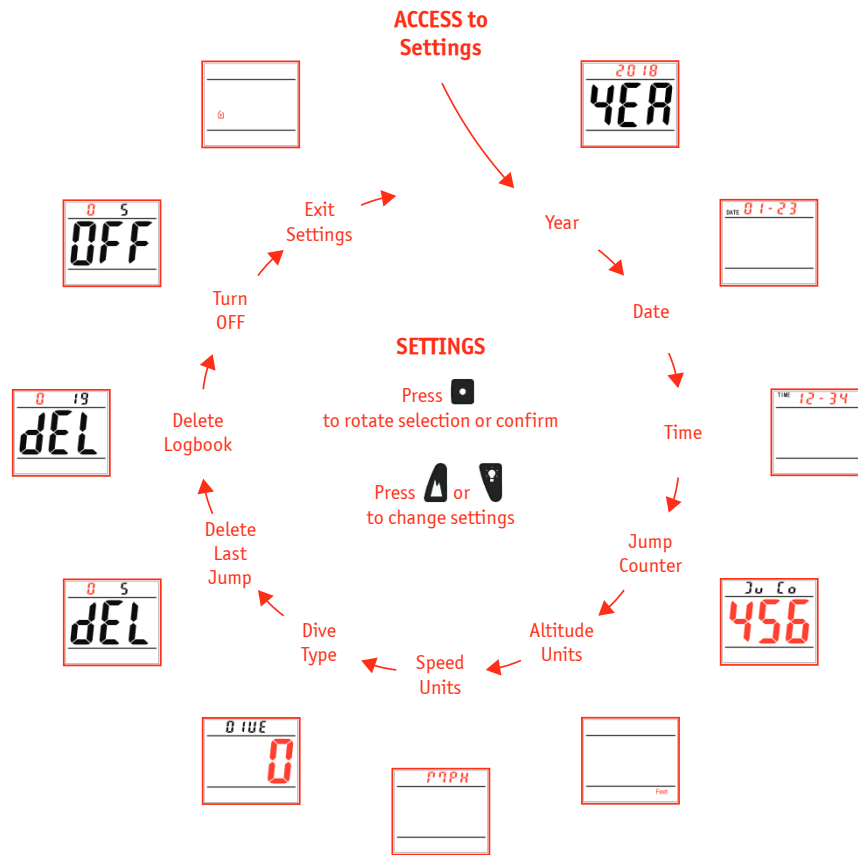 ACCESS to
Settings
2018
YEA
Year
DATE 01-23
Date
TIME 12-34
Time
Ju Co
456
Jump
Counter
Feet
Altitude
Units
MPH
Speed
Units
DIVE
0
Dive
Type
0 5
dEL
Delete
Last
Jump
0 19
dEL
Delete
Logbook
0 5
OFF
Turn
OFF
Exit
Settings
SETTINGS
Press
to rotate selection or confirm
Press or
to change settings